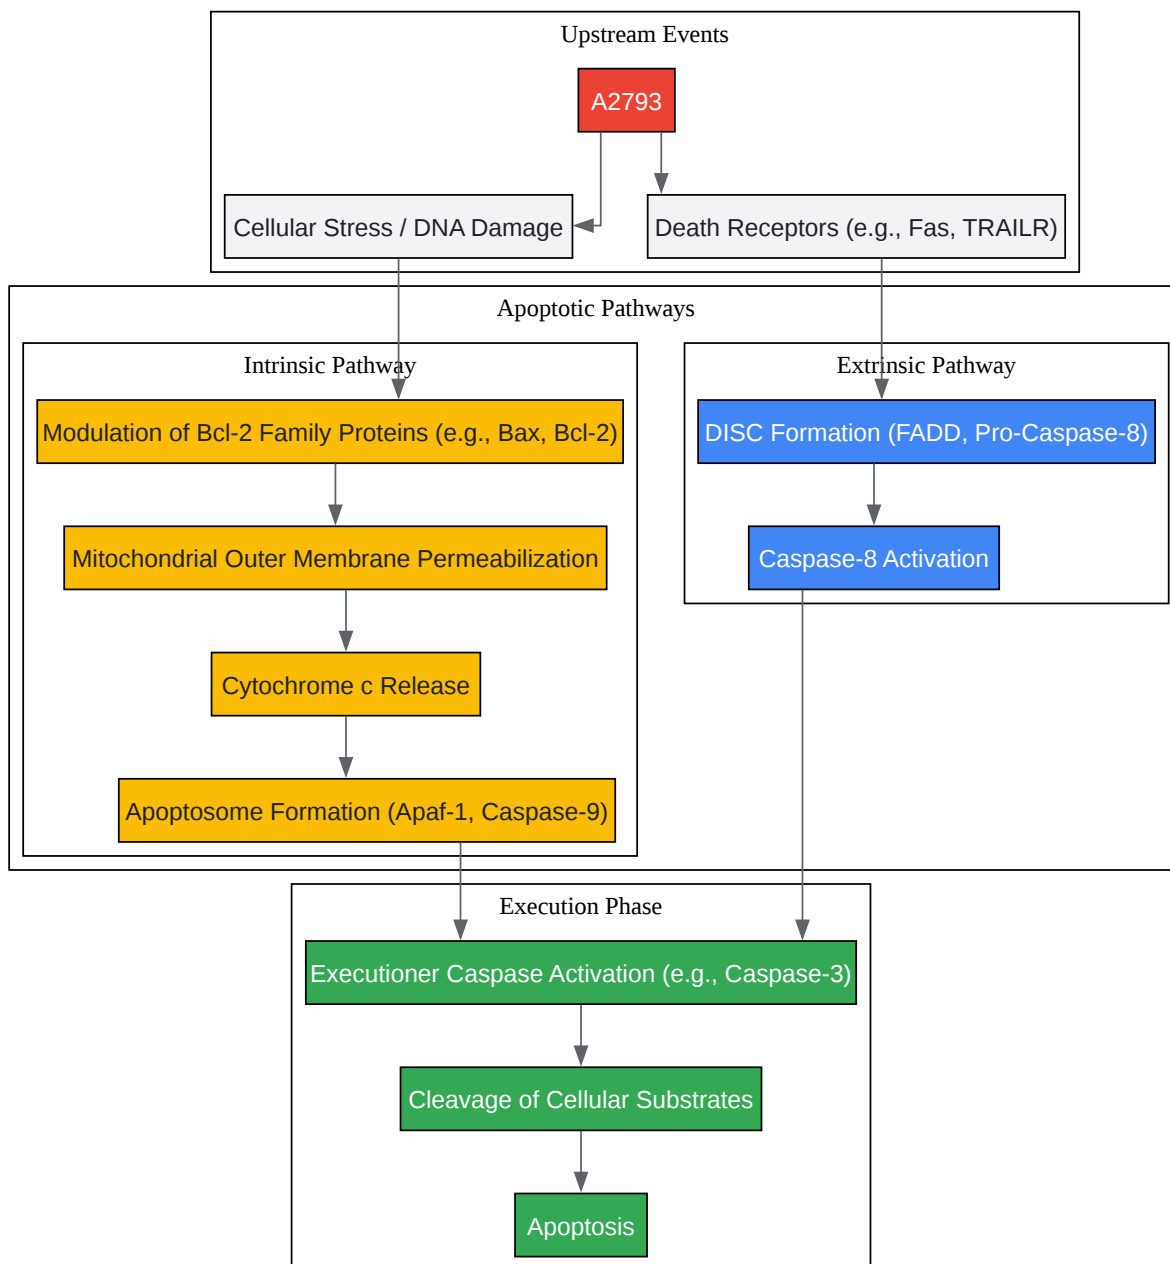 Upstream Events
A2793
Cellular Stress / DNA Damage
Death Receptors (e.g., Fas, TRAILR)
Apoptotic Pathways
Intrinsic Pathway
Extrinsic Pathway
Modulation of Bcl-2 Family Proteins (e.g., Bax, Bcl-2)
DISC Formation (FADD, Pro-Caspase-8)
Mitochondrial Outer Membrane Permeabilization
Caspase-8 Activation
Cytochrome c Release
Apoptosome Formation (Apaf-1, Caspase-9)
Execution Phase
Executioner Caspase Activation (e.g., Caspase-3)
Cleavage of Cellular Substrates
Apoptosis